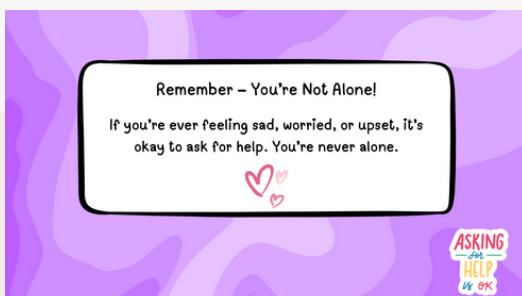 Remember – You're Not Alone!
If you're ever feeling sad, worried, or upset, it's
okay to ask for help. You're never alone.
ASKING
for
HELP
is OK